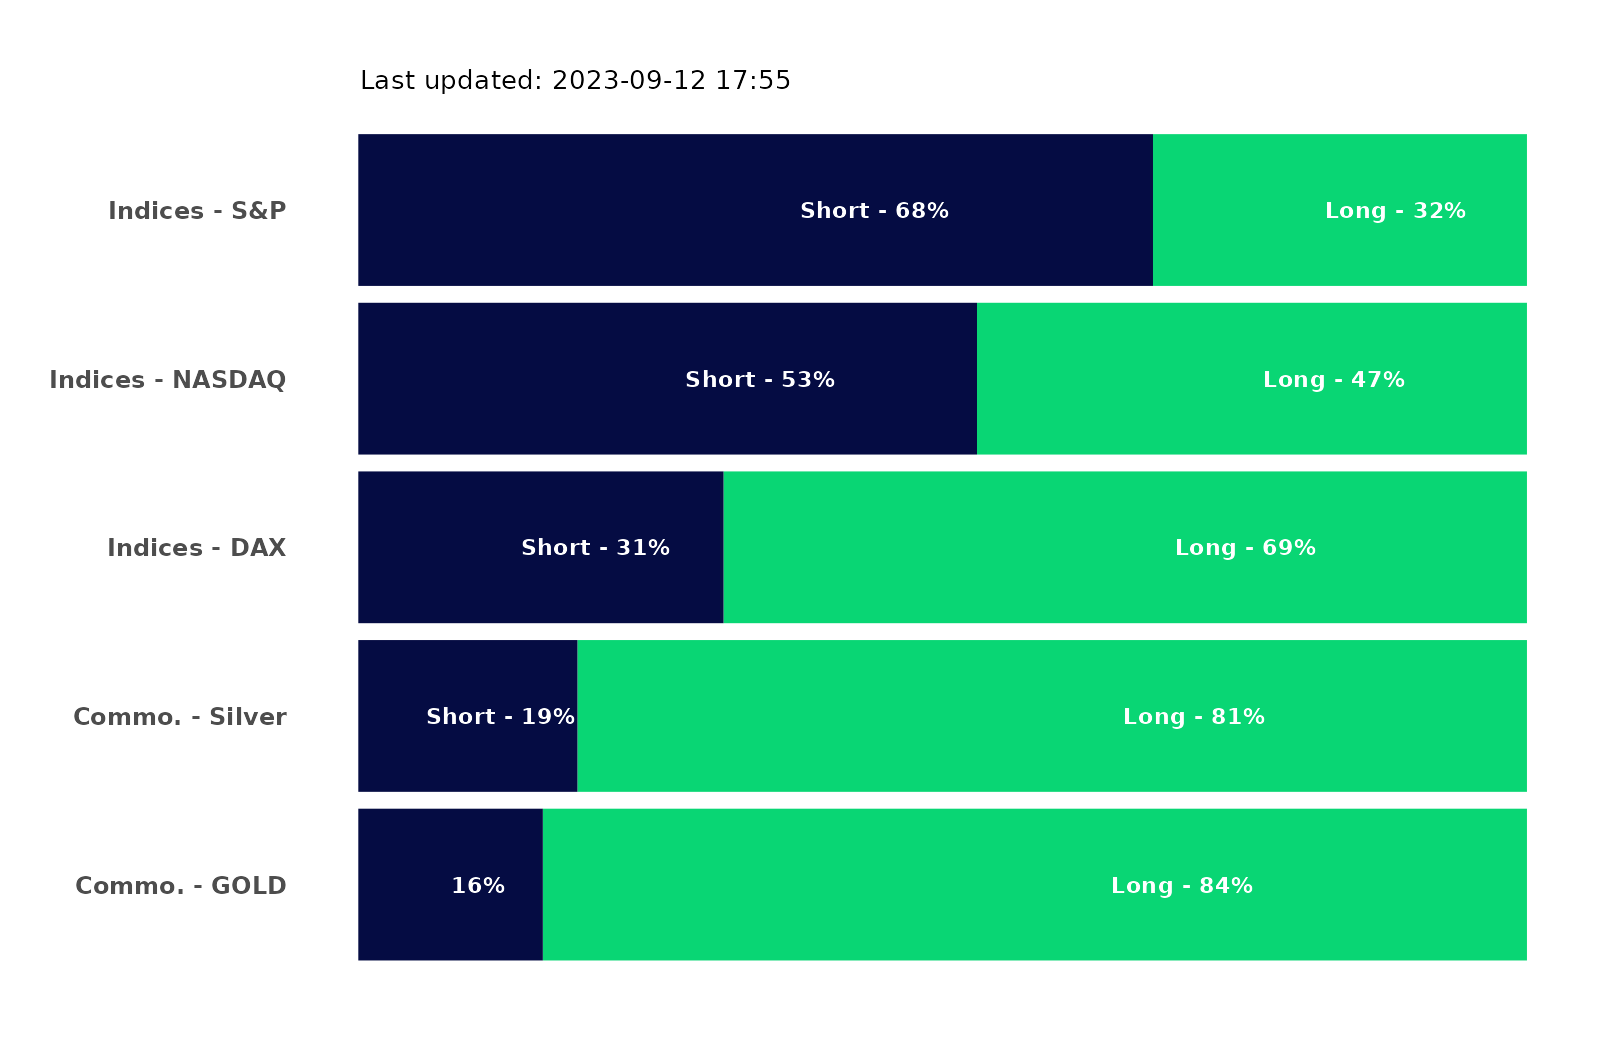 Last updated: 2023-09-12 17:55
Indices - S&P Short - 68% Long - 32%
Indices - NASDAQ Short - 53% Long - 47%
Indices - DAX Short - 31% Long - 69%
Commo. - Silver Short - 19% Long - 81%
Commo. - GOLD 16% Long - 84%